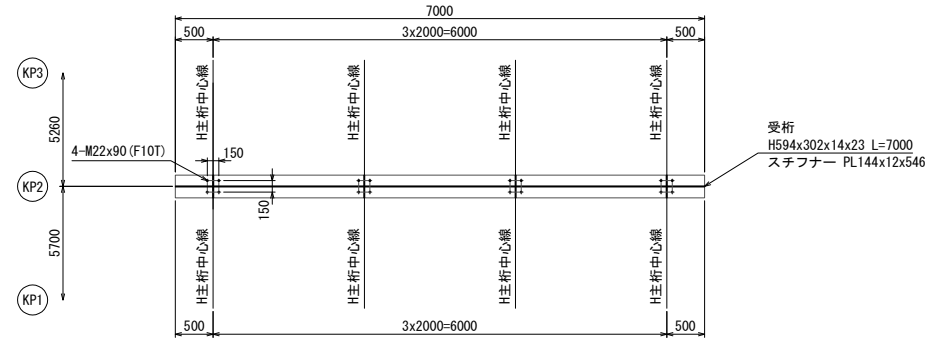 7000
500
3x2000=6000
500
KP3
H主桁中心線
H主桁中心線
H主桁中心線
H主桁中心線
5260
4-M22x90(F10T)
150
受桁
H594x302x14x23 L=7000
スチフナー PL144x12x546
KP2
150
5700
H主桁中心線
H主桁中心線
H主桁中心線
H主桁中心線
KP1
500
3x2000=6000
500